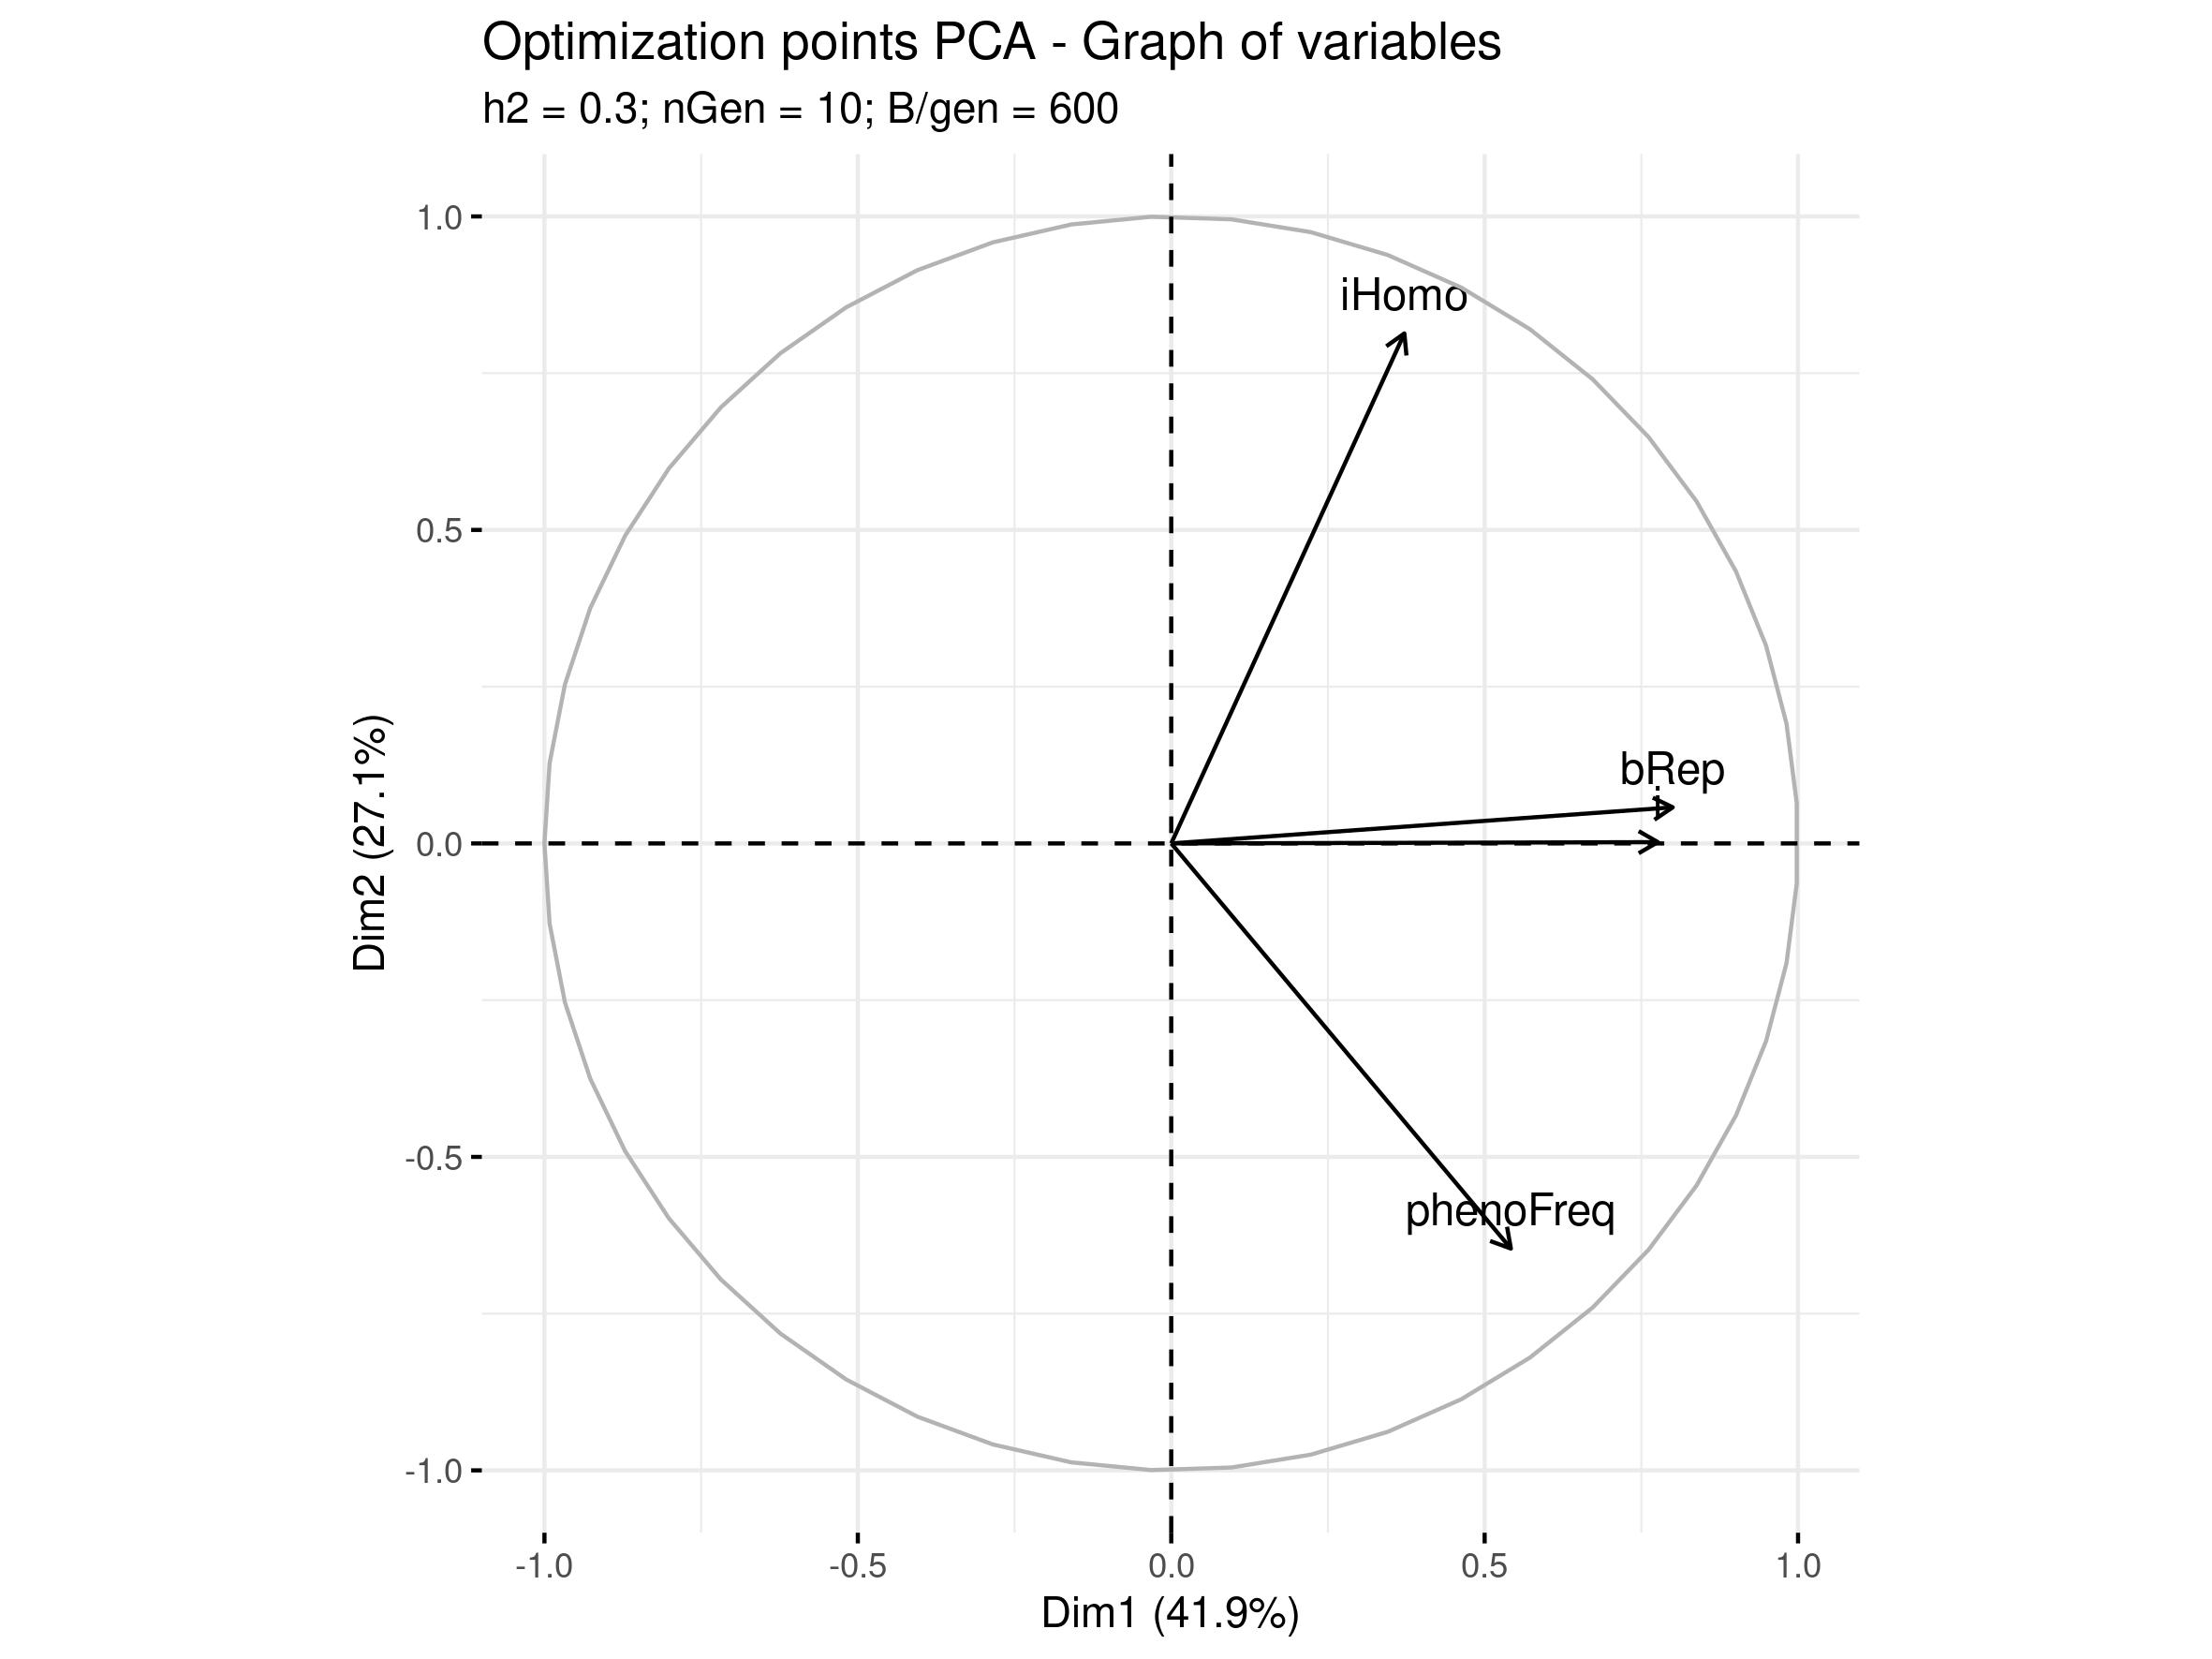 Optimization points PCA - Graph of variables
h2 = 0.3; nGen = 10; B/gen = 600
1.0
0.5
0.0
-0.5
-1.0
Dim2 (27.1%)
iHomo
bRep
i
phenoFreq
-1.0
-0.5
0.0
0.5
1.0
Dim1 (41.9%)